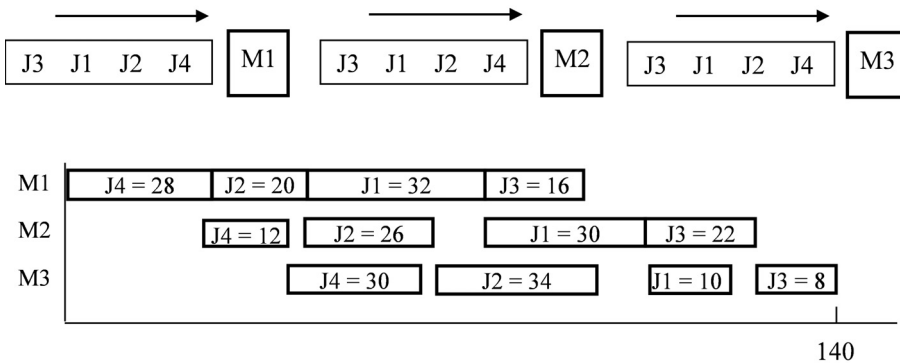 J3 J1 J2 J4 M1 J3 J1 J2 J4 M2 J3 J1 J2 J4 M3
M1 J4 = 28 J2 = 20 J1 = 32 J3 = 16
M2 J4 = 12 J2 = 26 J1 = 30 J3 = 22
M3 J4 = 30 J2 = 34 J1 = 10 J3 = 8
140